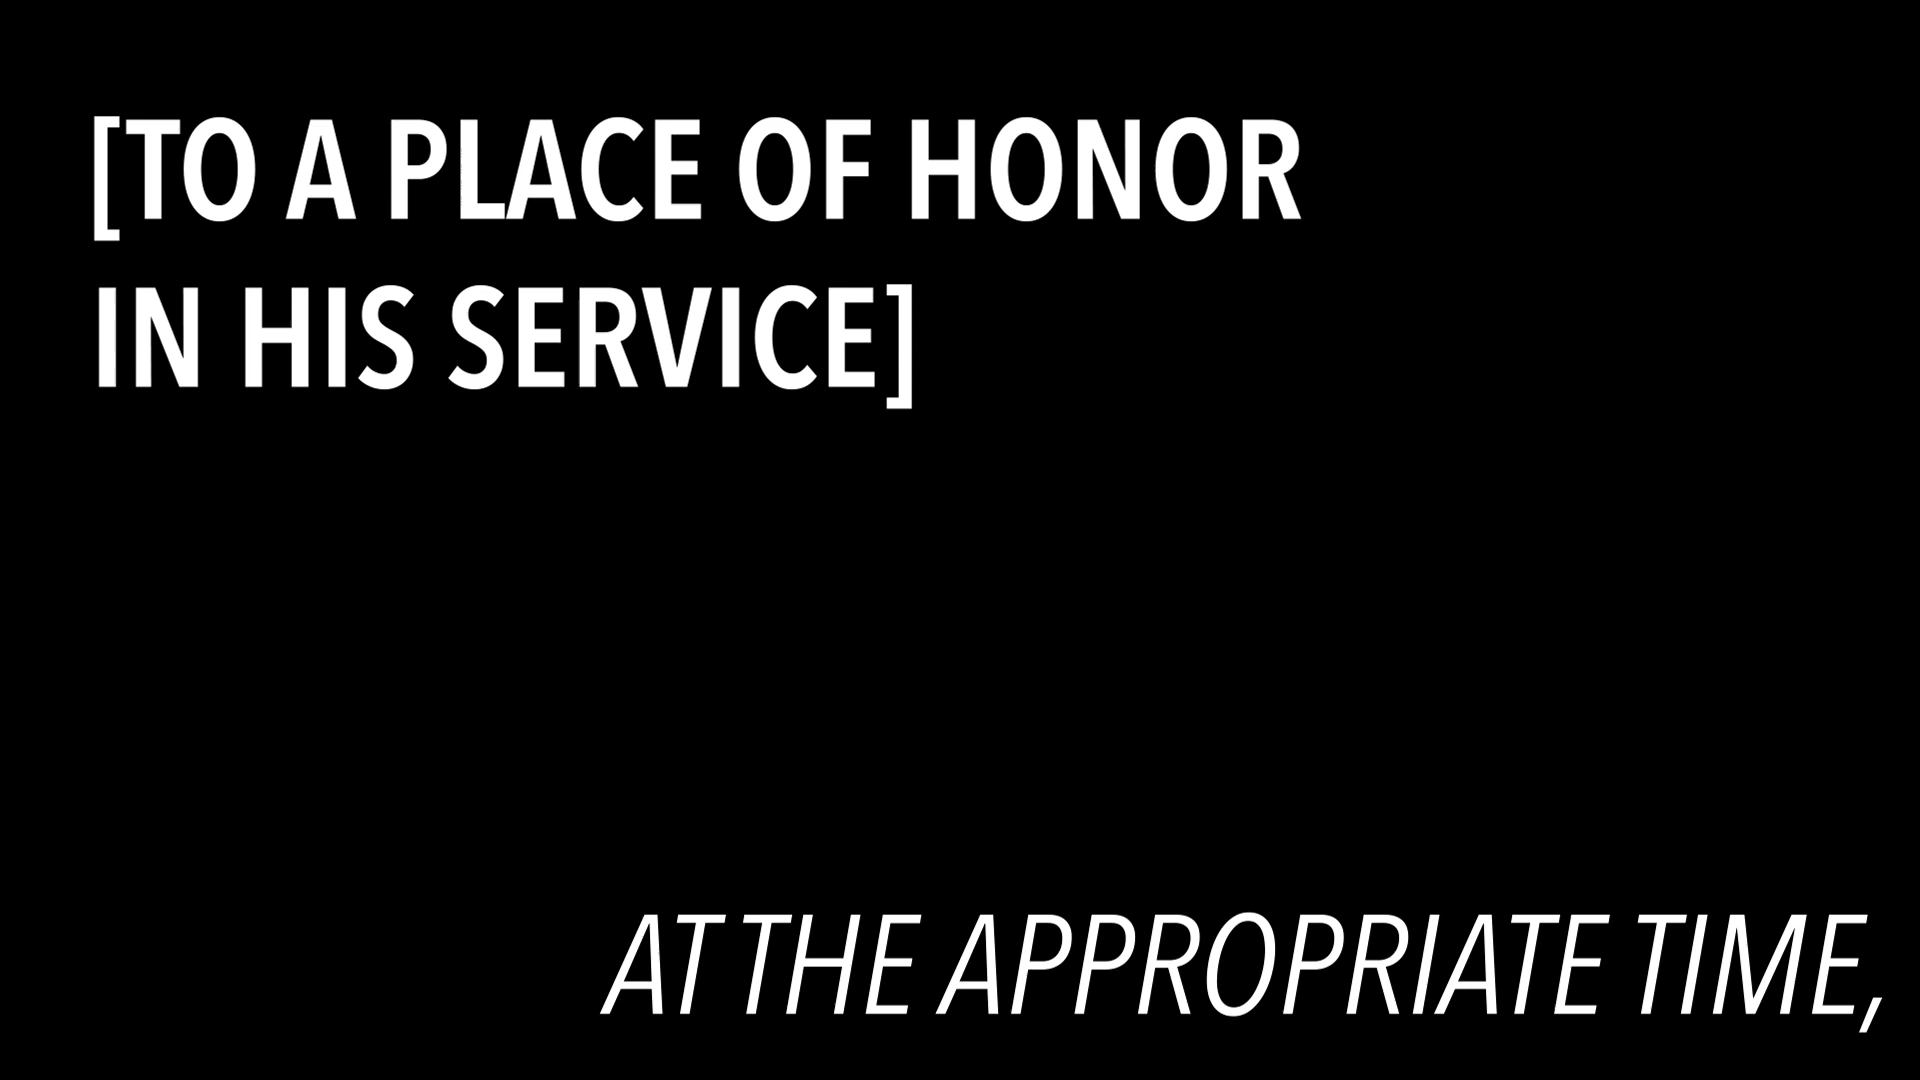 [TO A PLACE OF HONOR
IN HIS SERVICE]
AT THE APPROPRIATE TIME,